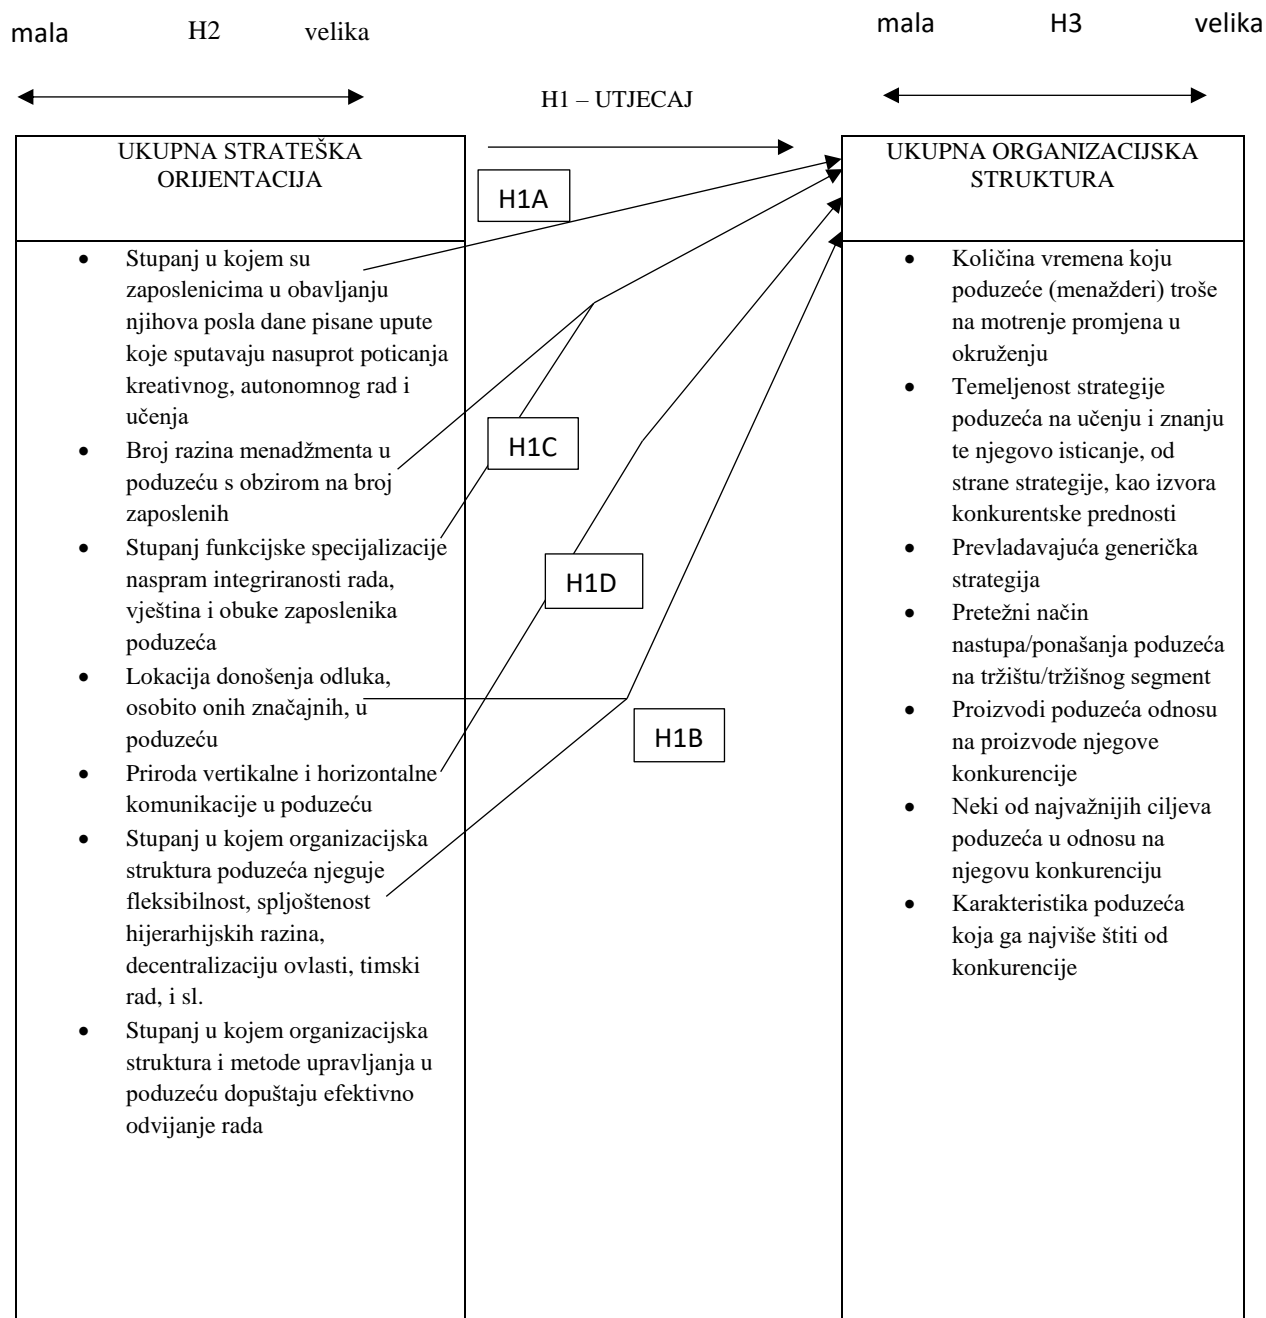 mala H2 velika
mala H3 velika
H1 – UTJECAJ
UKUPNA STRATEŠKA
ORIJENTACIJA
Stupanj u kojem su
zaposlenicima u obavljanju
njihova posla dane pisane upute
koje sputavaju nasuprot poticanja
kreativnog, autonomnog rad i
učenja
Broj razina menadžmenta u
poduzeću s obzirom na broj
zaposlenih
Stupanj funkcijske specijalizacije
naspram integriranosti rada,
vještina i obuke zaposlenika
poduzeća
Lokacija donošenja odluka,
osobito onih značajnih, u
poduzeću
Priroda vertikalne i horizontalne
komunikacije u poduzeću
Stupanj u kojem organizacijska
struktura poduzeća njeguje
fleksibilnost, spljoštenost
hijerarhijskih razina,
decentralizaciju ovlasti, timski
rad, i sl.
Stupanj u kojem organizacijska
struktura i metode upravljanja u
poduzeću dopuštaju efektivno
odvijanje rada
H1A
H1C
H1D
H1B
UKUPNA ORGANIZACIJSKA
STRUKTURA
Količina vremena koju
poduzeće (menažderi) troše
na motrenje promjena u
okruženju
Temeljenost strategije
poduzeća na učenju i znanju
te njegovo isticanje, od
strane strategije, kao izvora
konkurentske prednosti
Prevladavajuća generička
strategija
Pretežni način
nastupa/ponašanja poduzeća
na tržištu/tržišnog segment
Proizvodi poduzeća odnosu
na proizvode njegove
konkurencije
Neki od najvažnijih ciljeva
poduzeća u odnosu na
njegovu konkurenciju
Karakteristika poduzeća
koja ga najviše štiti od
konkurencije